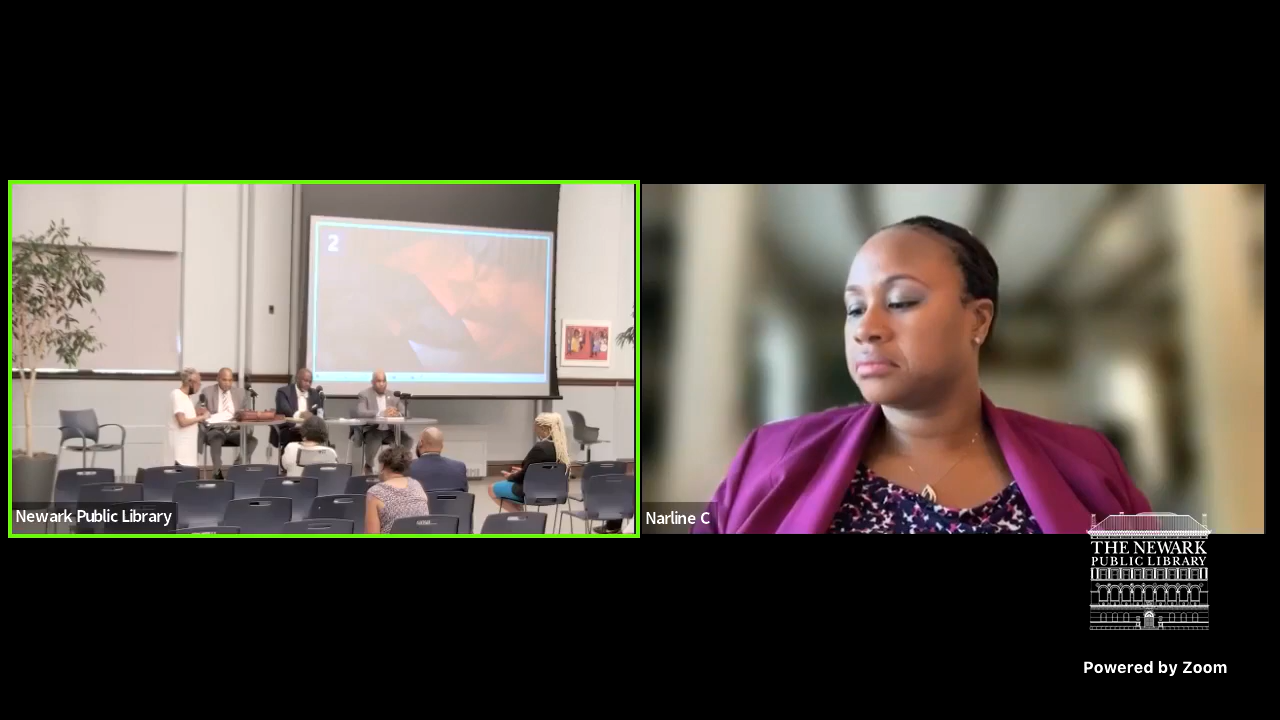 2
Newark Public Library
Narline C
THE NEWARK
PUBLIC LIBRARY
Powered by Zoom